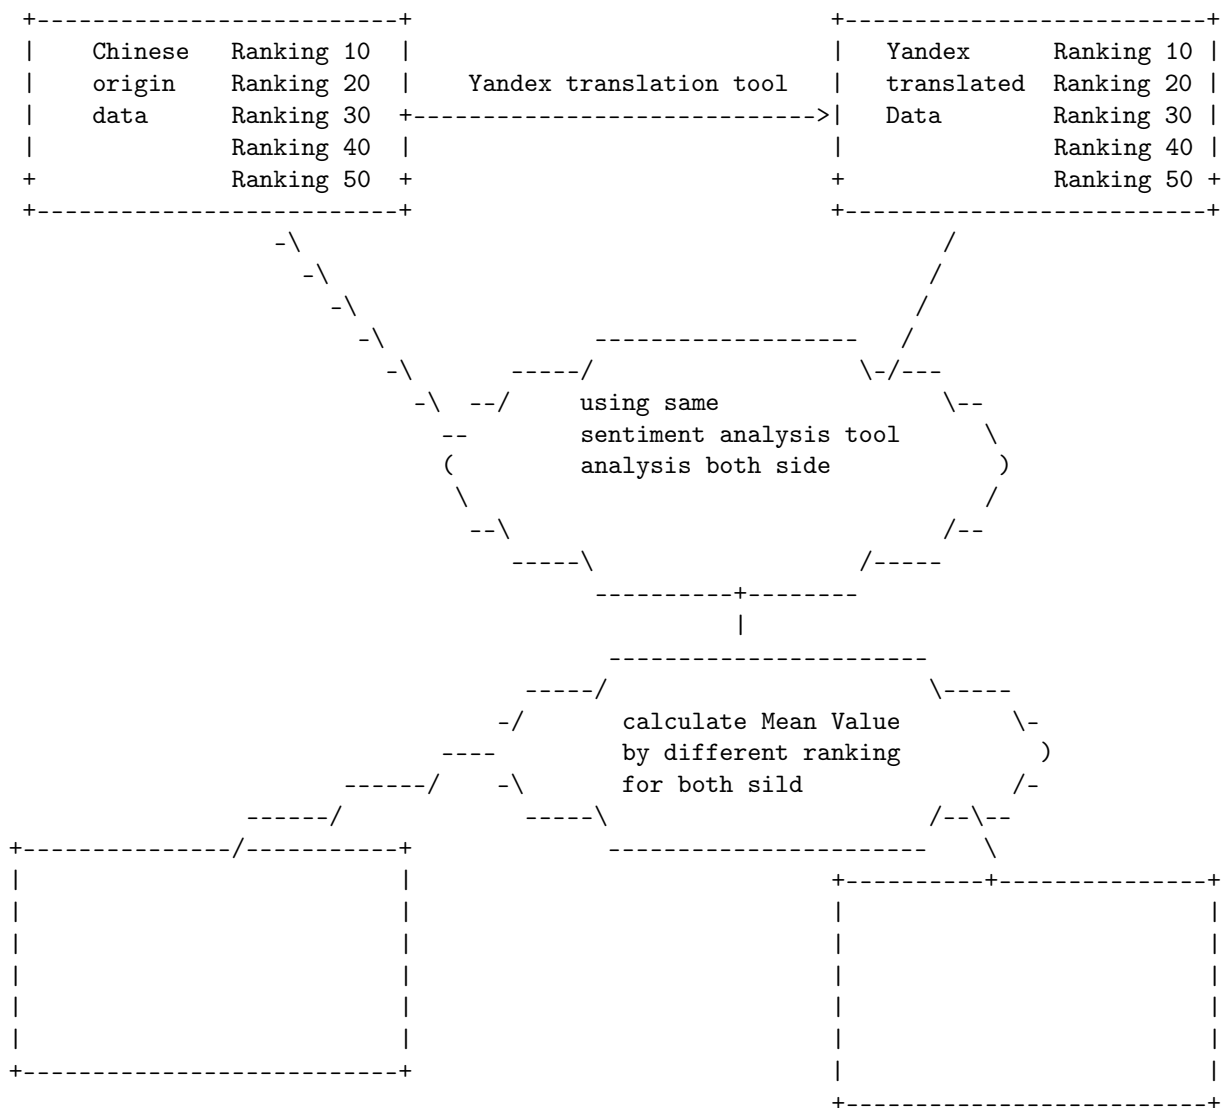 Chinese Ranking 10
origin Ranking 20
data Ranking 30
Ranking 40
Ranking 50
Yandex translation tool
Yandex Ranking 10
translated Ranking 20
Data Ranking 30
Ranking 40
Ranking 50
using same
sentiment analysis tool
analysis both side
calculate Mean Value
by different ranking
for both sild